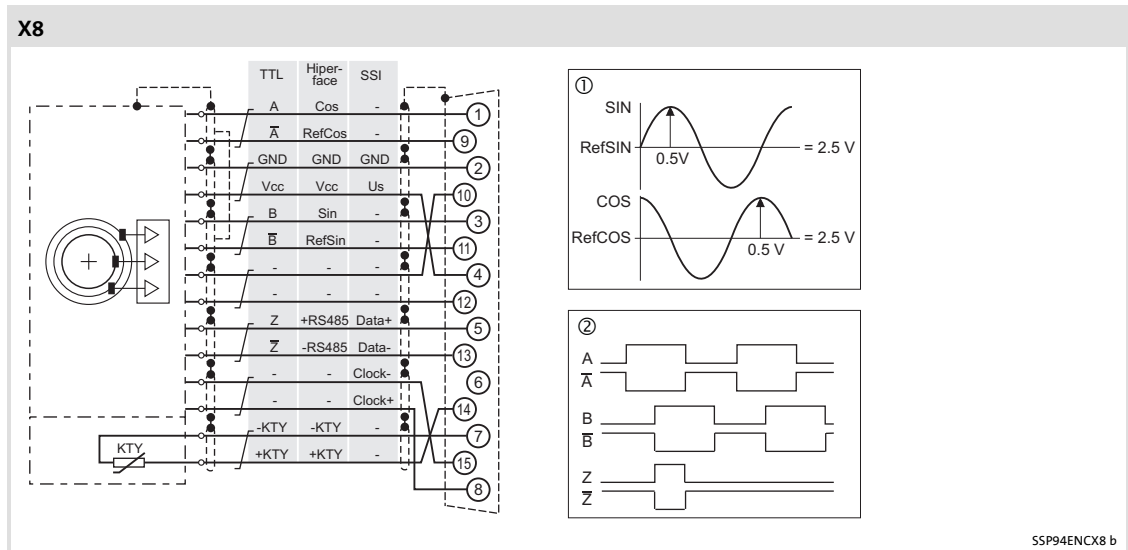 X8
TTL Hiper-face SSI
A Cos - 1
A̅ RefCos - 9
GND GND GND 2
Vcc Vcc Us 10
B Sin - 3
B̅ RefSin - 11
- - - 4
- - - 12
Z +RS485 Data+ 5
Z̅ -RS485 Data- 13
- - Clock- 6
- - Clock+ 14
-KTY -KTY - 7
KTY +KTY +KTY - 15
8
①
SIN
RefSIN 0.5V = 2.5 V
COS
RefCOS 0.5 V = 2.5 V
②
A
A̅
B
B̅
Z
Z̅
SSP94ENCX8 b